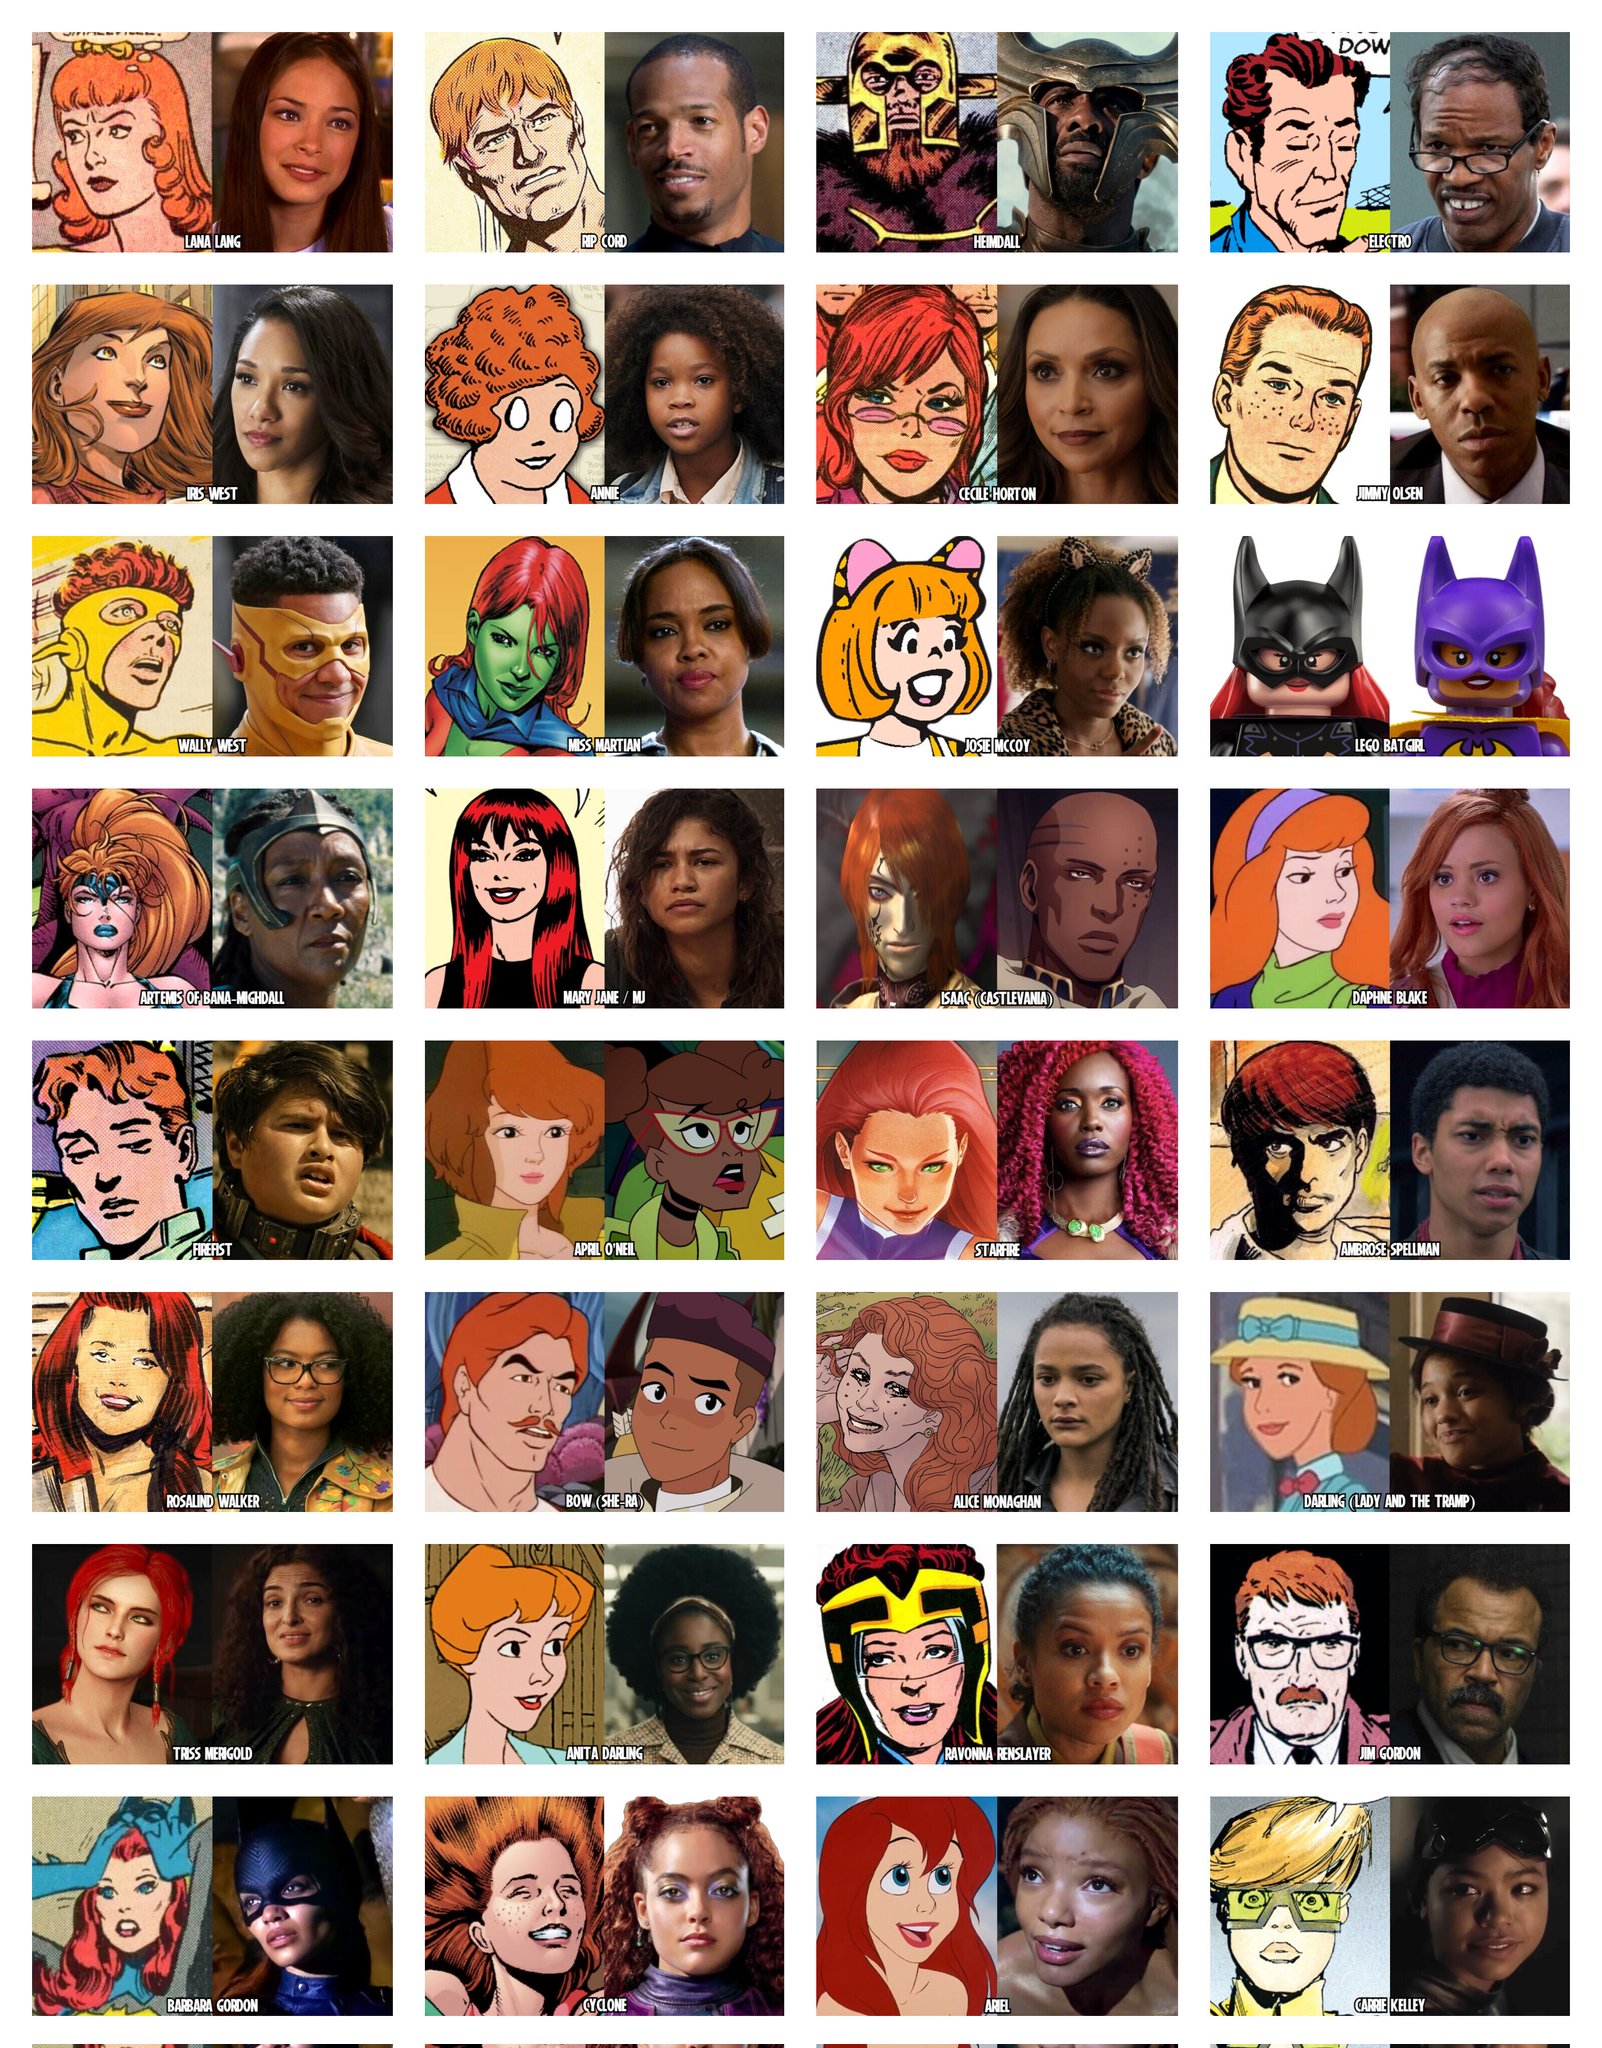 SMALLVILLE!
LANA LANG
RIP CORD
HEIMDALL
DOW
ELECTRO
IRIS WEST
ANNIE
CECILE HORTON
JIMMY OLSEN
WALLY WEST
MISS MARTIAN
JOSIE MCCOY
LEGO BATGIRL
ARTEMIS OF BANA-MIGHDALL
MARY JANE / MJ
ISAAC (CASTLEVANIA)
DAPHNE BLAKE
FIREFIST
APRIL O'NEIL
STARFIRE
AMBROSE SPELLMAN
ROSALIND WALKER
BOW (SHE-RA)
ALICE MONAGHAN
DARLING (LADY AND THE TRAMP)
TRISS MERIGOLD
ANITA DARLING
RAVONNA RENSLAYER
JIM GORDON
BARBARA GORDON
CYCLONE
ARIEL
CARRIE KELLEY